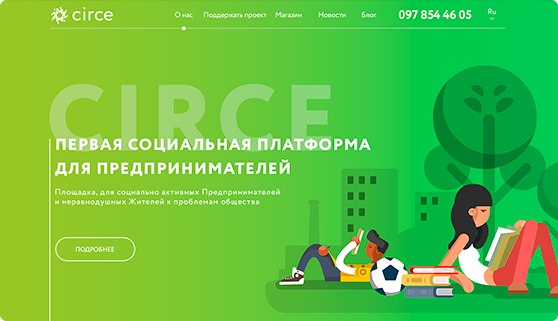 circe
О нас Поддержать проект Магазин Новости Блог 097 854 46 05 Ru
CIRCE
ПЕРВАЯ СОЦИАЛЬНАЯ ПЛАТФОРМА
ДЛЯ ПРЕДПРИНИМАТЕЛЕЙ
Площадка, для социально активных Предпринимателей
и неравнодушных Жителей к проблемам общества
ПОДРОБНЕЕ